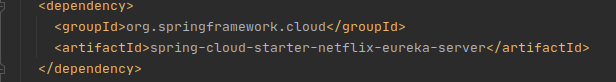 <dependency>
<groupId>org.springframework.cloud</groupId>
<artifactId>spring-cloud-starter-netflix-eureka-server</artifactId>
</dependency>